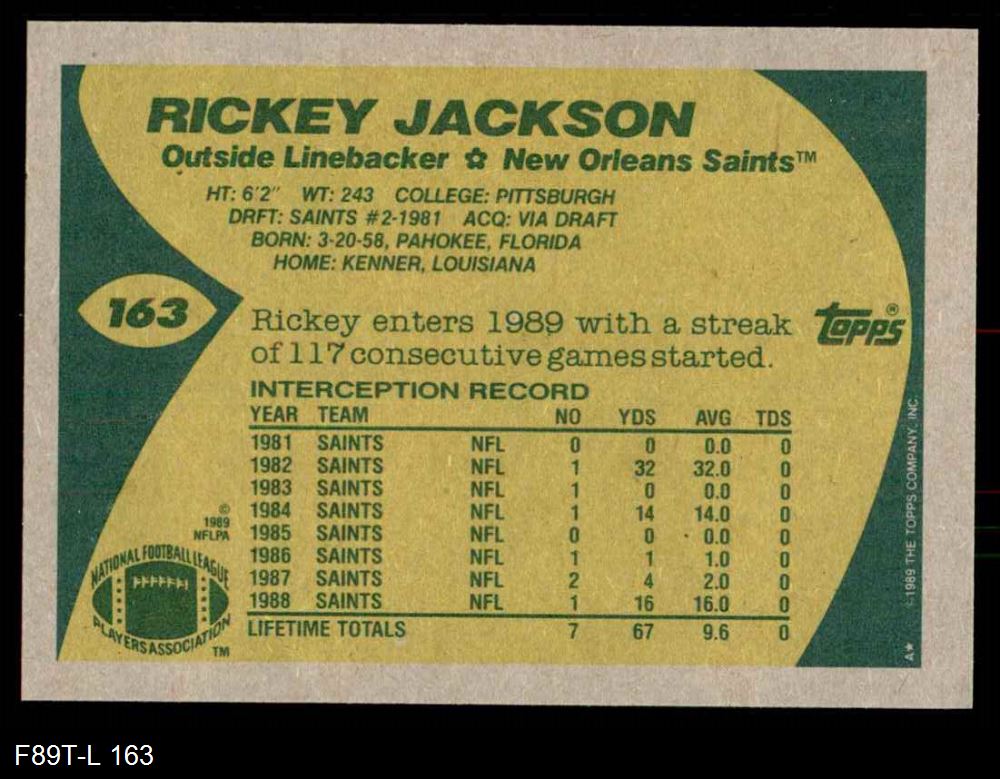 RICKEY JACKSON
Outside Linebacker ✿ New Orleans Saints™
HT: 6'2" WT: 243 COLLEGE: PITTSBURGH
DRFT: SAINTS #2-1981 ACQ: VIA DRAFT
BORN: 3-20-58, PAHOKEE, FLORIDA
HOME: KENNER, LOUISIANA
163
topps®
Rickey enters 1989 with a streak
of 117 consecutive games started.
INTERCEPTION RECORD
YEAR TEAM NO YDS AVG TDS
1981 SAINTS NFL 0 0 0.0 0
1982 SAINTS NFL 1 32 32.0 0
1983 SAINTS NFL 1 0 0.0 0
1984 SAINTS NFL 1 14 14.0 0
1985 SAINTS NFL 0 0 0.0 0
1986 SAINTS NFL 1 1 1.0 0
1987 SAINTS NFL 2 4 2.0 0
1988 SAINTS NFL 1 16 16.0 0
LIFETIME TOTALS 7 67 9.6 0
©
1989
NFLPA
NATIONAL FOOTBALL LEAGUE
PLAYERS ASSOCIATION
TM
©1989 THE TOPPS COMPANY, INC.
A*
F89T-L 163